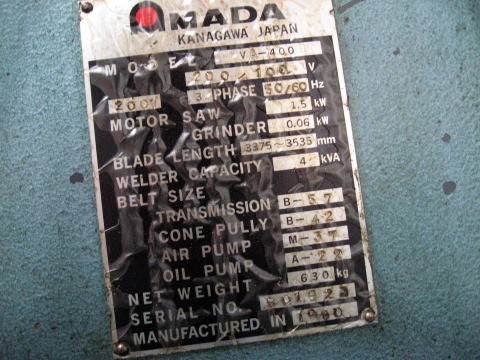 AMADA
KANAGAWA JAPAN
MODEL V-400
200/100 V
200V 3 PHASE 50/60 Hz
MOTOR SAW 1.5 kW
GRINDER 0.06 kW
BLADE LENGTH 3375~3535 mm
WELDER CAPACITY 4 kVA
BELT SIZE
TRANSMISSION B-57
CONE PULLY B-42
AIR PUMP M-37
OIL PUMP A-22
NET WEIGHT 630 kg
SERIAL NO.
MANUFACTURED IN 1980